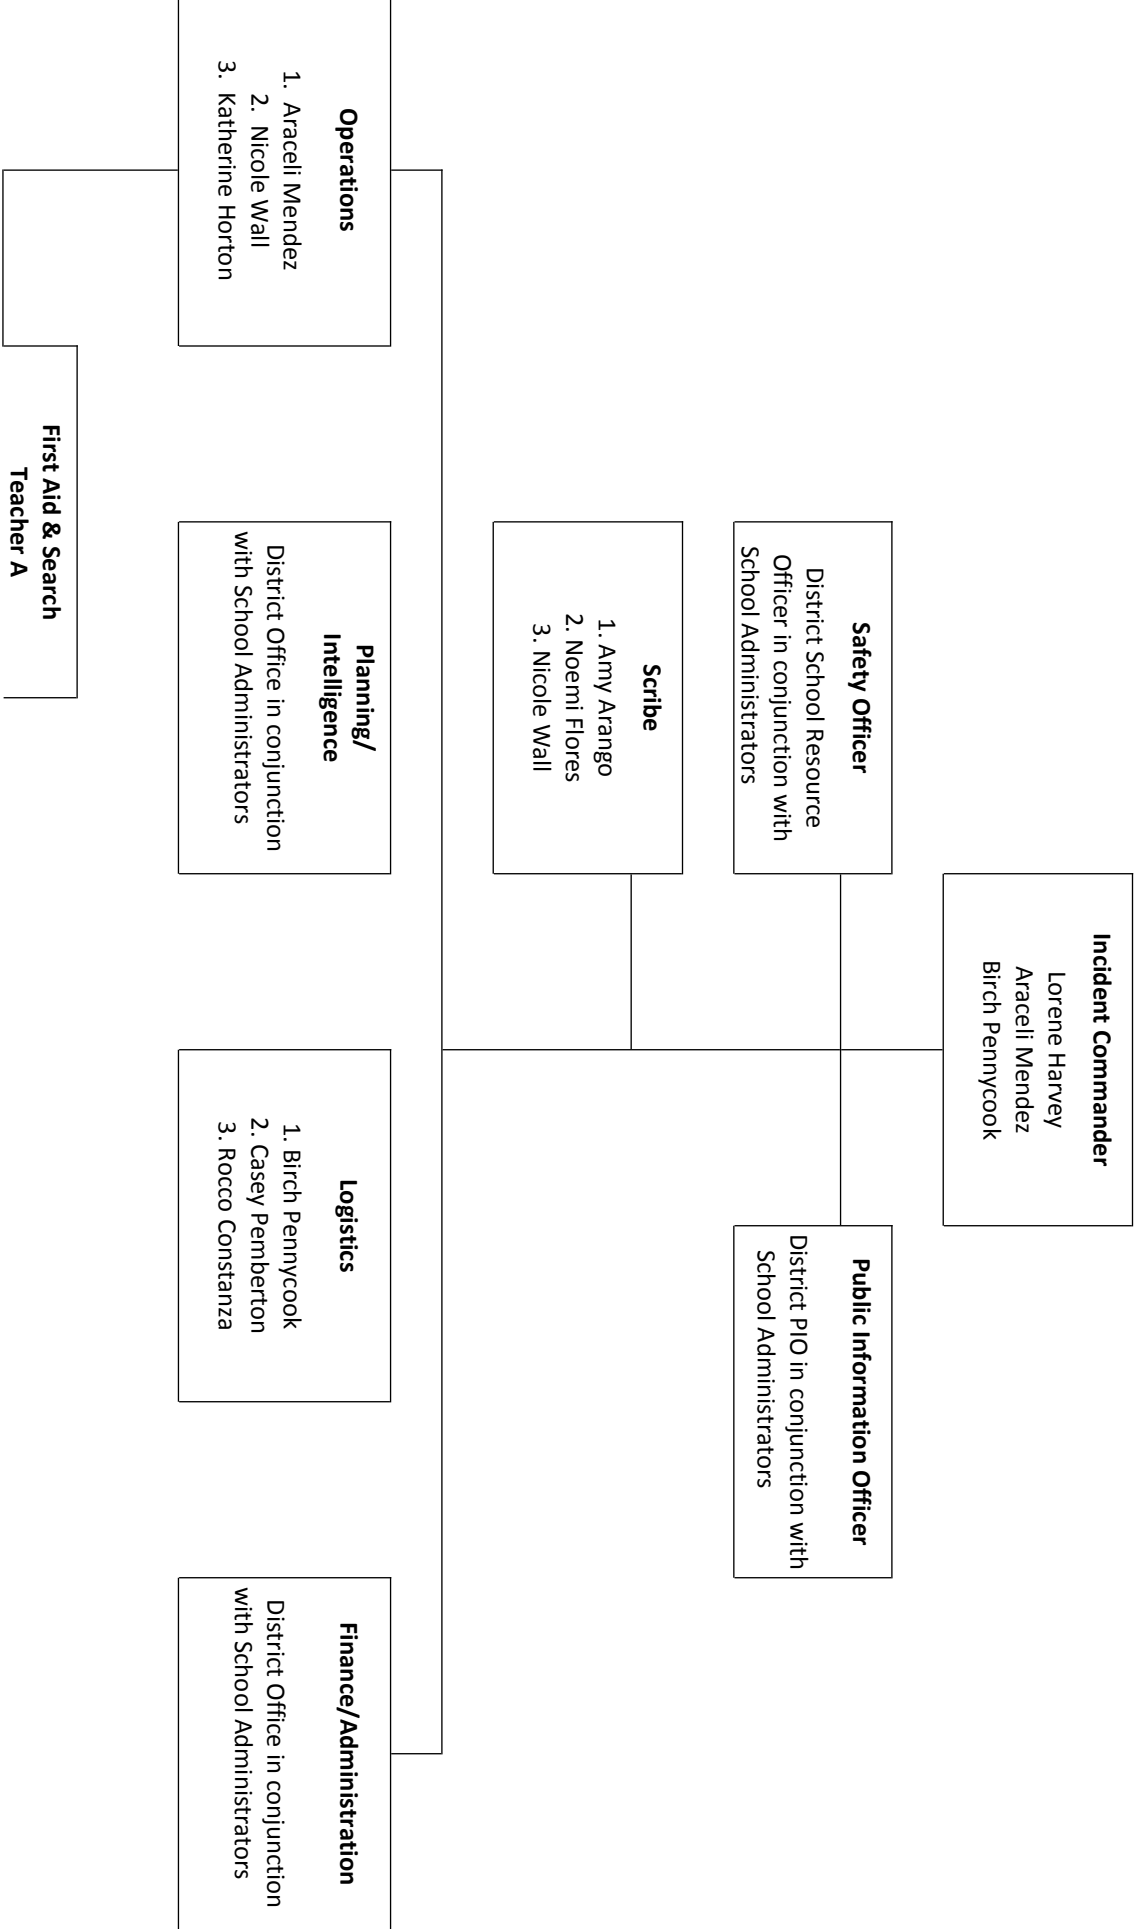 Incident Commander
Lorene Harvey
Araceli Mendez
Birch Pennycook
Safety Officer
District School Resource
Officer in conjunction with
School Administrators
Public Information Officer
District PIO in conjunction with
School Administrators
Scribe
1. Amy Arango
2. Noemi Flores
3. Nicole Wall
Operations
1. Araceli Mendez
2. Nicole Wall
3. Katherine Horton
Planning/
Intelligence
District Office in conjunction
with School Administrators
Logistics
1. Birch Pennycook
2. Casey Pemberton
3. Rocco Constanza
Finance/Administration
District Office in conjunction
with School Administrators
First Aid & Search
Teacher A